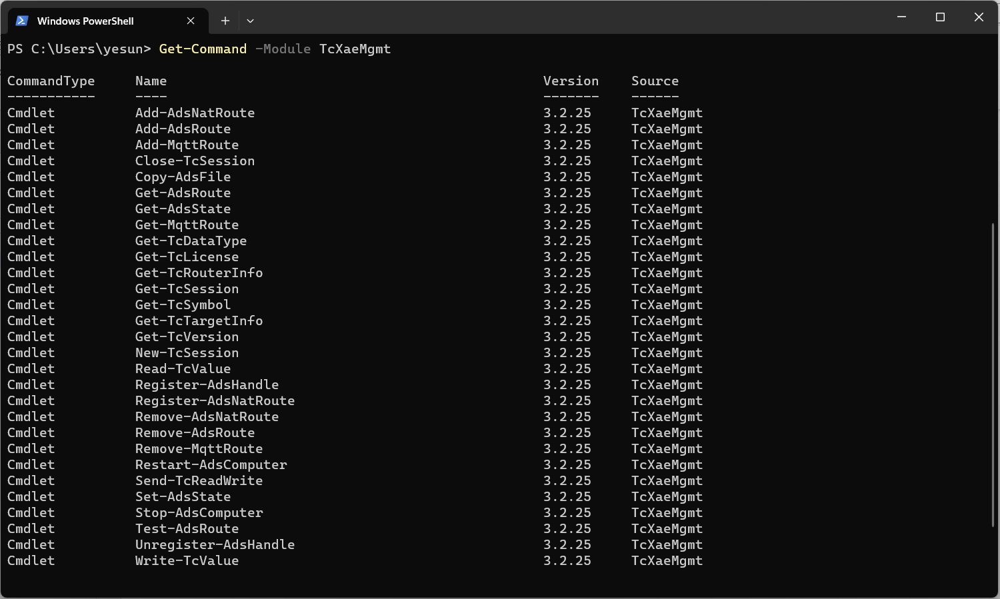 Windows PowerShell
PS C:\Users\yesun> Get-Command -Module TcXaeMgmt
CommandType Name Version Source
----------- ---- ------- ------
Cmdlet Add-AdsNatRoute 3.2.25 TcXaeMgmt
Cmdlet Add-AdsRoute 3.2.25 TcXaeMgmt
Cmdlet Add-MqttRoute 3.2.25 TcXaeMgmt
Cmdlet Close-TcSession 3.2.25 TcXaeMgmt
Cmdlet Copy-AdsFile 3.2.25 TcXaeMgmt
Cmdlet Get-AdsRoute 3.2.25 TcXaeMgmt
Cmdlet Get-AdsState 3.2.25 TcXaeMgmt
Cmdlet Get-MqttRoute 3.2.25 TcXaeMgmt
Cmdlet Get-TcDataType 3.2.25 TcXaeMgmt
Cmdlet Get-TcLicense 3.2.25 TcXaeMgmt
Cmdlet Get-TcRouterInfo 3.2.25 TcXaeMgmt
Cmdlet Get-TcSession 3.2.25 TcXaeMgmt
Cmdlet Get-TcSymbol 3.2.25 TcXaeMgmt
Cmdlet Get-TcTargetInfo 3.2.25 TcXaeMgmt
Cmdlet Get-TcVersion 3.2.25 TcXaeMgmt
Cmdlet New-TcSession 3.2.25 TcXaeMgmt
Cmdlet Read-TcValue 3.2.25 TcXaeMgmt
Cmdlet Register-AdsHandle 3.2.25 TcXaeMgmt
Cmdlet Register-AdsNatRoute 3.2.25 TcXaeMgmt
Cmdlet Remove-AdsNatRoute 3.2.25 TcXaeMgmt
Cmdlet Remove-AdsRoute 3.2.25 TcXaeMgmt
Cmdlet Remove-MqttRoute 3.2.25 TcXaeMgmt
Cmdlet Restart-AdsComputer 3.2.25 TcXaeMgmt
Cmdlet Send-TcReadWrite 3.2.25 TcXaeMgmt
Cmdlet Set-AdsState 3.2.25 TcXaeMgmt
Cmdlet Stop-AdsComputer 3.2.25 TcXaeMgmt
Cmdlet Test-AdsRoute 3.2.25 TcXaeMgmt
Cmdlet Unregister-AdsHandle 3.2.25 TcXaeMgmt
Cmdlet Write-TcValue 3.2.25 TcXaeMgmt